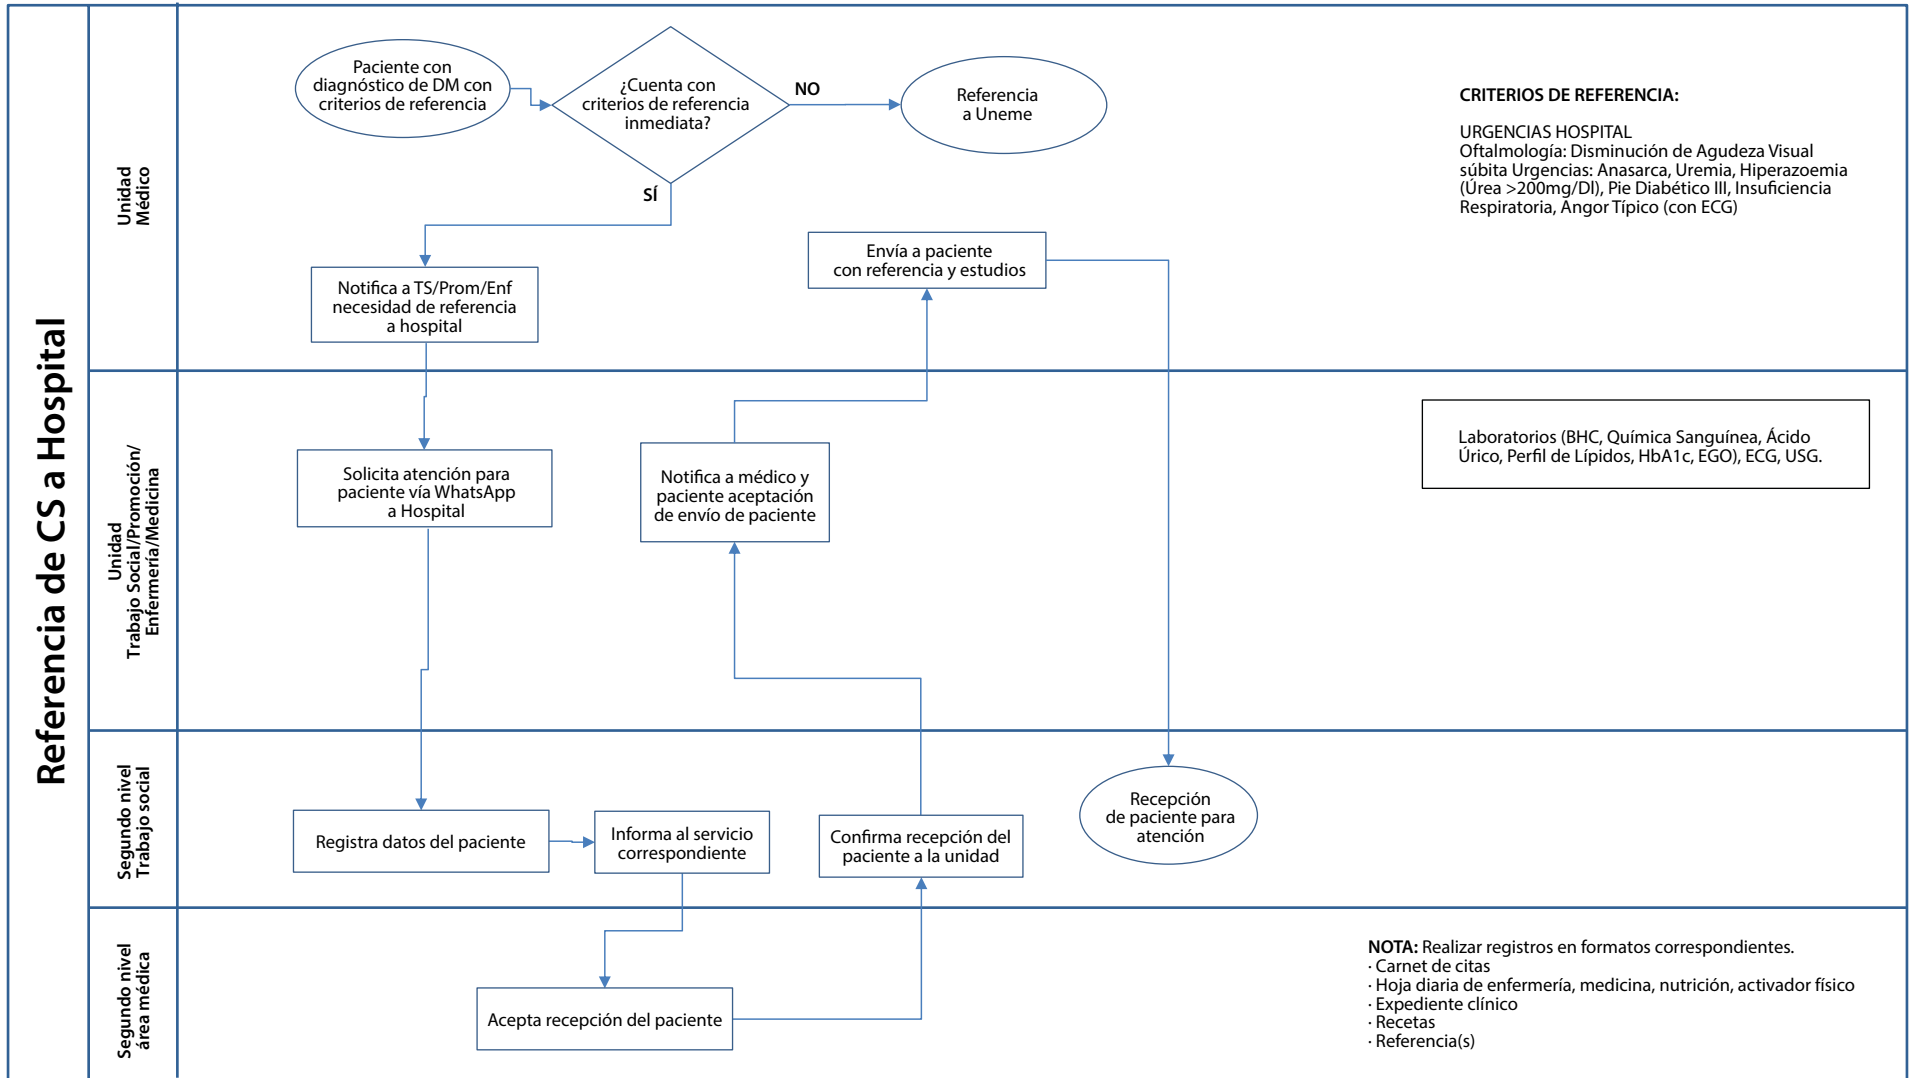 Referencia de CS a Hospital
Unidad
Médico
Paciente con
diagnóstico de DM con
criterios de referencia
¿Cuenta con
criterios de referencia
inmediata?
NO
SÍ
Referencia
a Uneme
CRITERIOS DE REFERENCIA:
URGENCIAS HOSPITAL
Oftalmología: Disminución de Agudeza Visual
súbita Urgencias: Anasarca, Uremia, Hiperazoemia
(Úrea >200mg/Dl), Pie Diabético III, Insuficiencia
Respiratoria, Angor Típico (con ECG)
Notifica a TS/Prom/Enf
necesidad de referencia
a hospital
Envía a paciente
con referencia y estudios
Unidad
Trabajo Social/Promoción/
Enfermería/Medicina
Solicita atención para
paciente vía WhatsApp
a Hospital
Notifica a médico y
paciente aceptación
de envío de paciente
Laboratorios (BHC, Química Sanguínea, Ácido
Úrico, Perfil de Lípidos, HbA1c, EGO), ECG, USG.
Segundo nivel
Trabajo social
Registra datos del paciente
Informa al servicio
correspondiente
Confirma recepción del
paciente a la unidad
Recepción
de paciente para
atención
Segundo nivel
área médica
Acepta recepción del paciente
NOTA: Realizar registros en formatos correspondientes.
· Carnet de citas
· Hoja diaria de enfermería, medicina, nutrición, activador físico
· Expediente clínico
· Recetas
· Referencia(s)